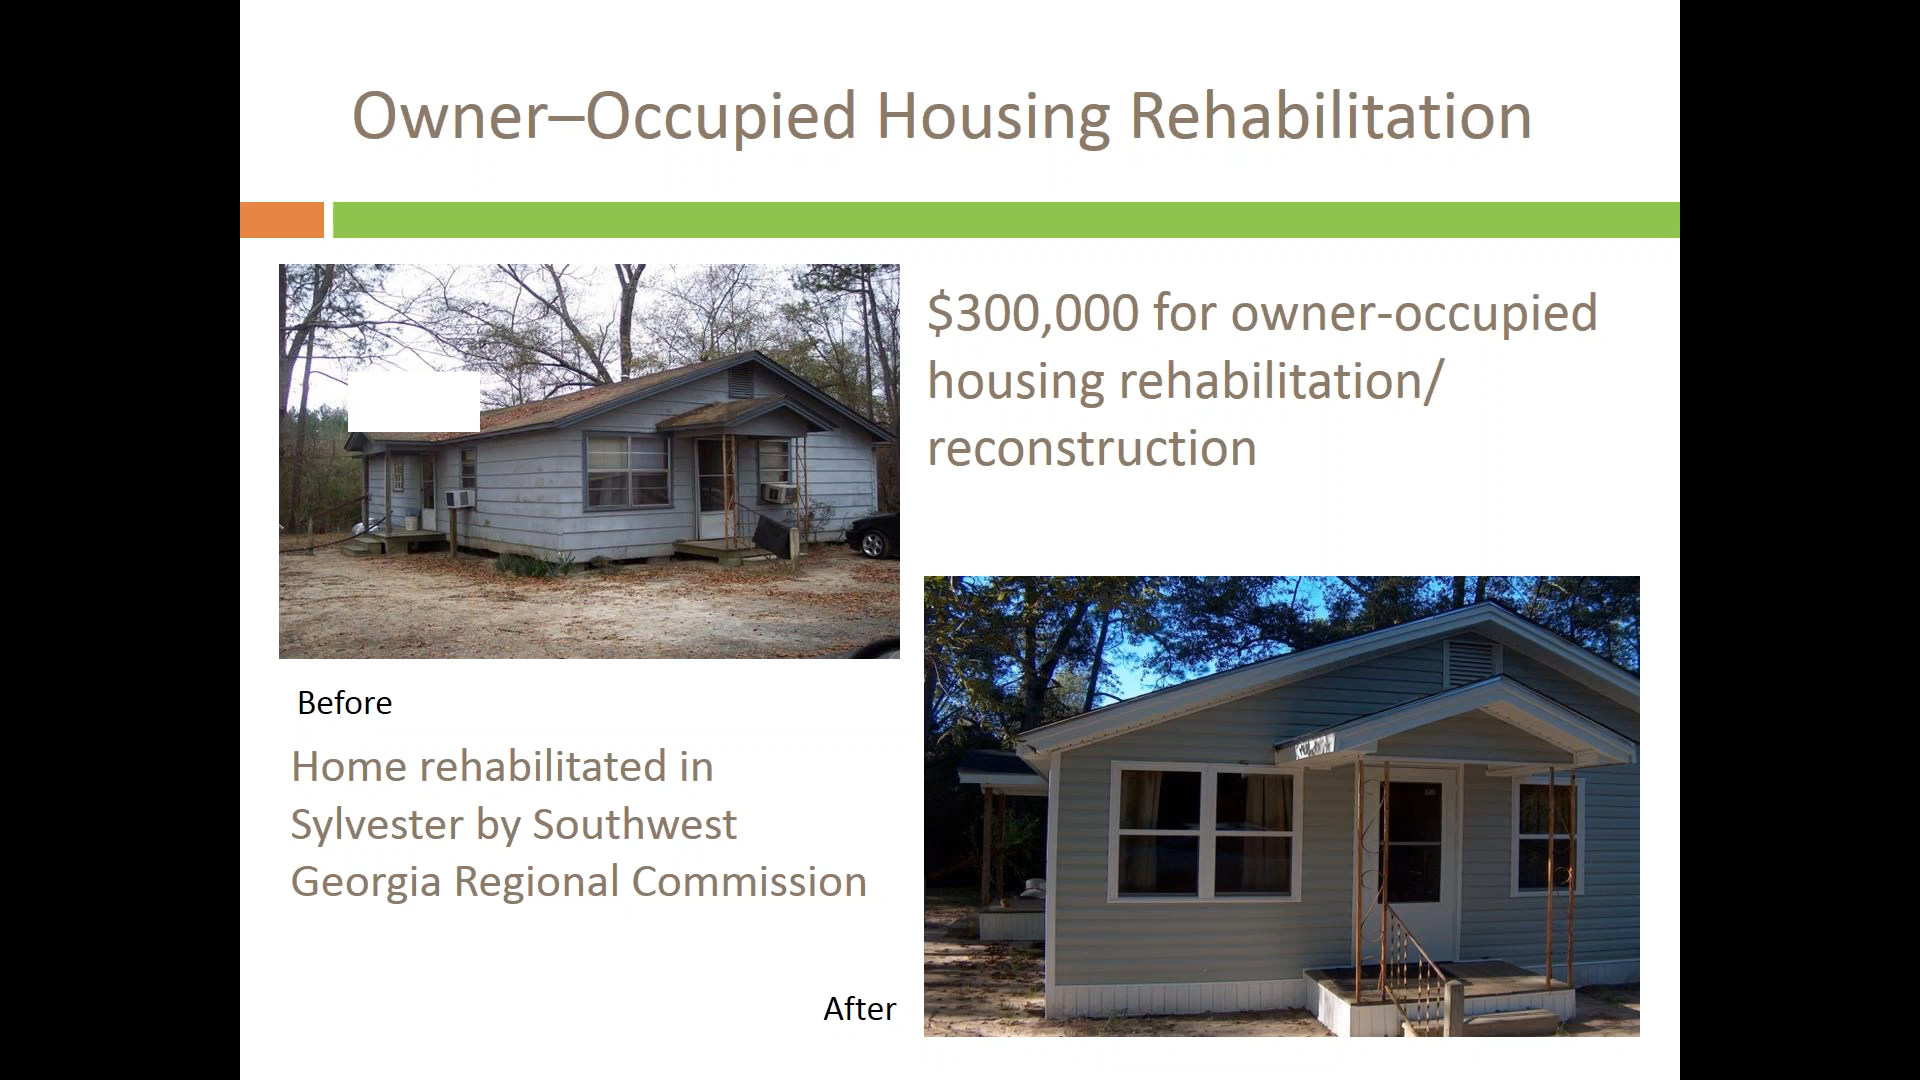 Owner–Occupied Housing Rehabilitation
$300,000 for owner-occupied
housing rehabilitation/
reconstruction
Before
Home rehabilitated in
Sylvester by Southwest
Georgia Regional Commission
After